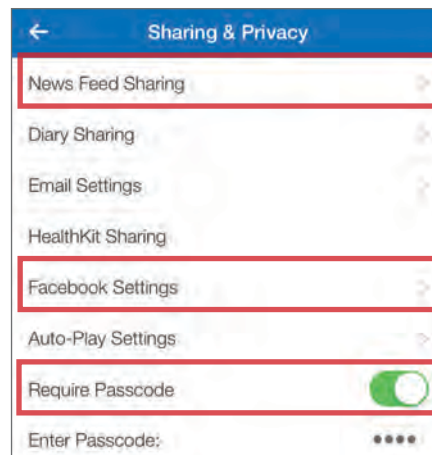 Sharing & Privacy
News Feed Sharing
Diary Sharing
Email Settings
HealthKit Sharing
Facebook Settings
Auto-Play Settings
Require Passcode
Enter Passcode: ••••